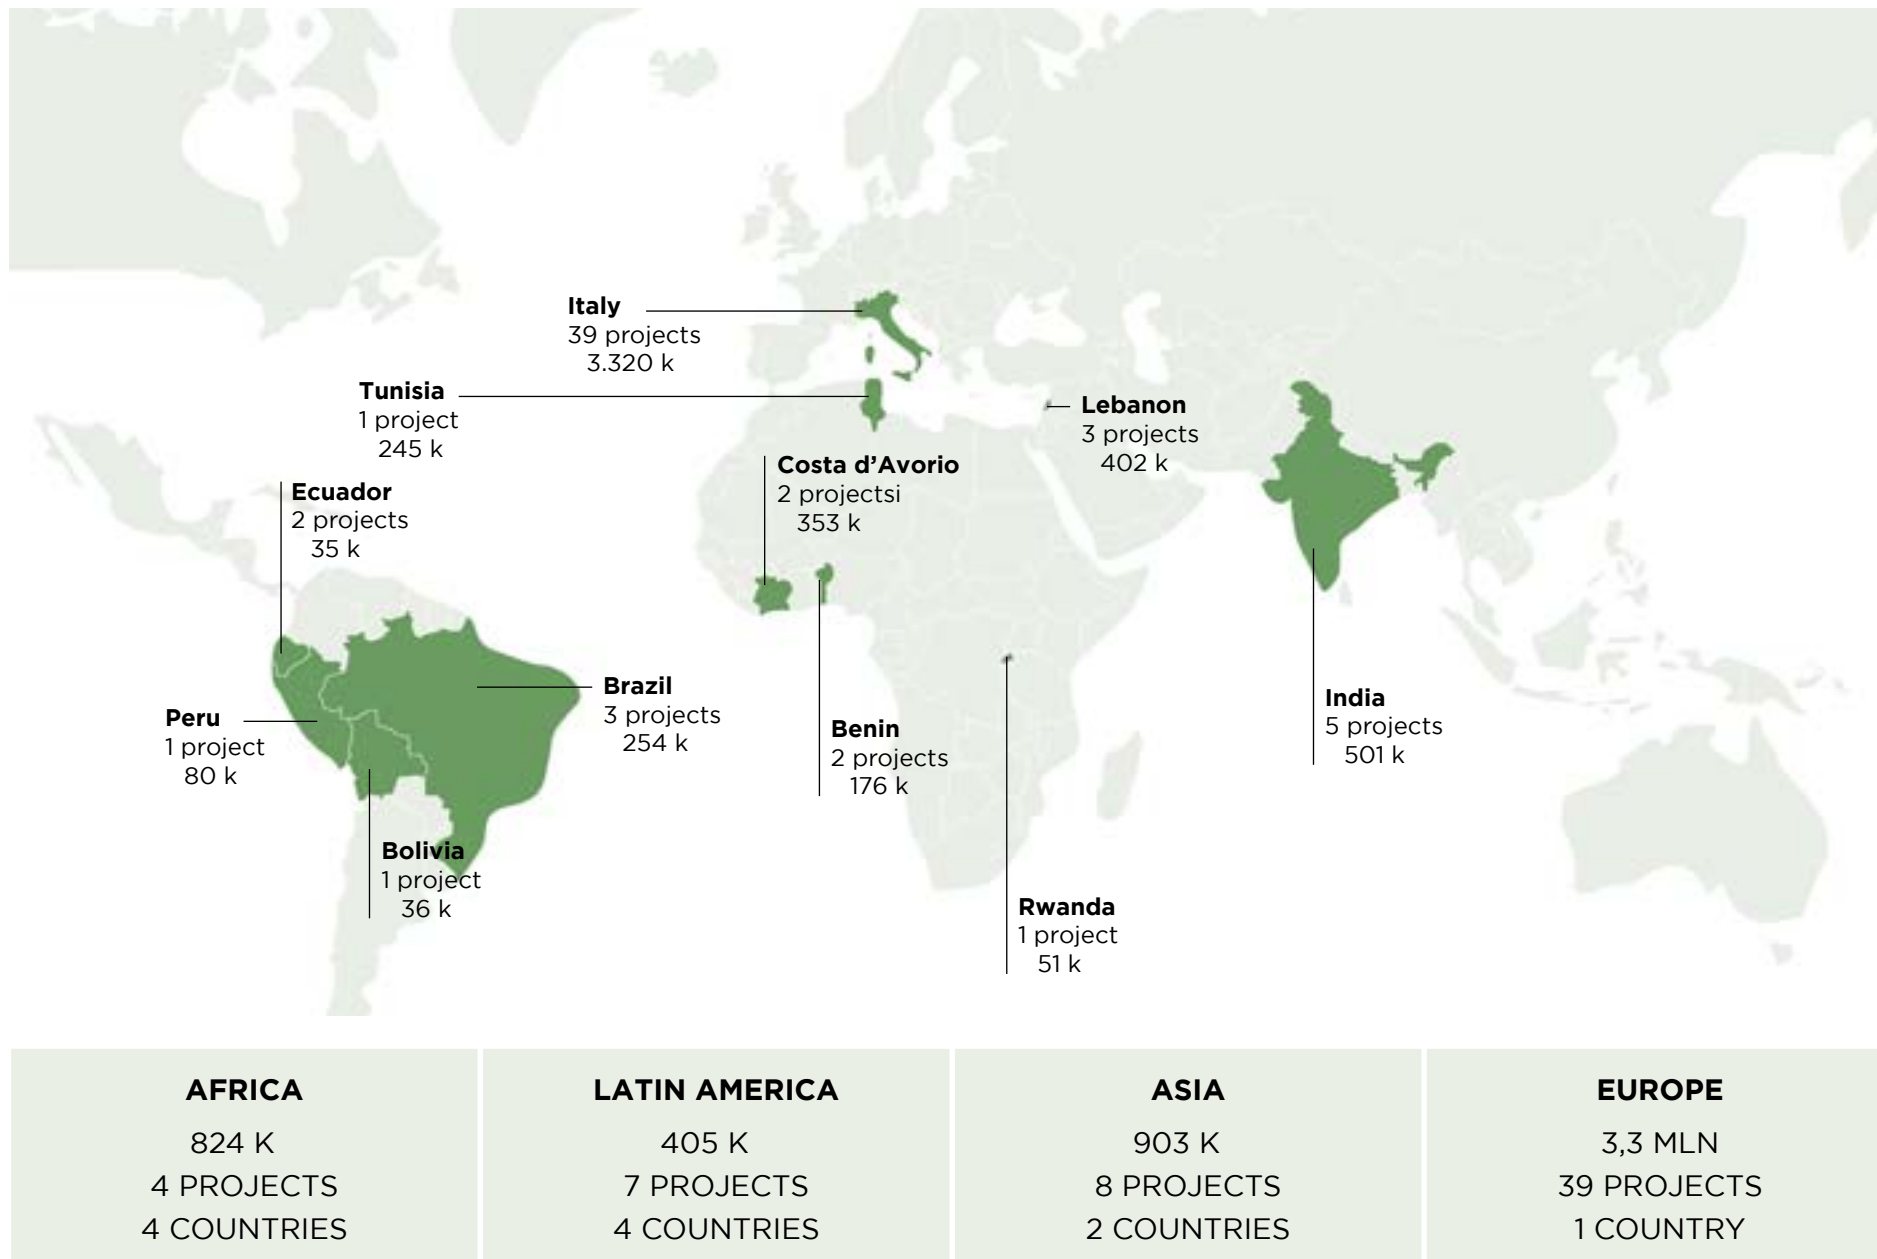 Italy
39 projects
3.320 k
Tunisia
1 project
245 k
Lebanon
3 projects
402 k
Costa d’Avorio
2 projectsi
353 k
Ecuador
2 projects
35 k
Brazil
3 projects
254 k
Peru
1 project
80 k
Benin
2 projects
176 k
India
5 projects
501 k
Bolivia
1 project
36 k
Rwanda
1 project
51 k
AFRICA
824 K
4 PROJECTS
4 COUNTRIES
LATIN AMERICA
405 K
7 PROJECTS
4 COUNTRIES
ASIA
903 K
8 PROJECTS
2 COUNTRIES
EUROPE
3,3 MLN
39 PROJECTS
1 COUNTRY